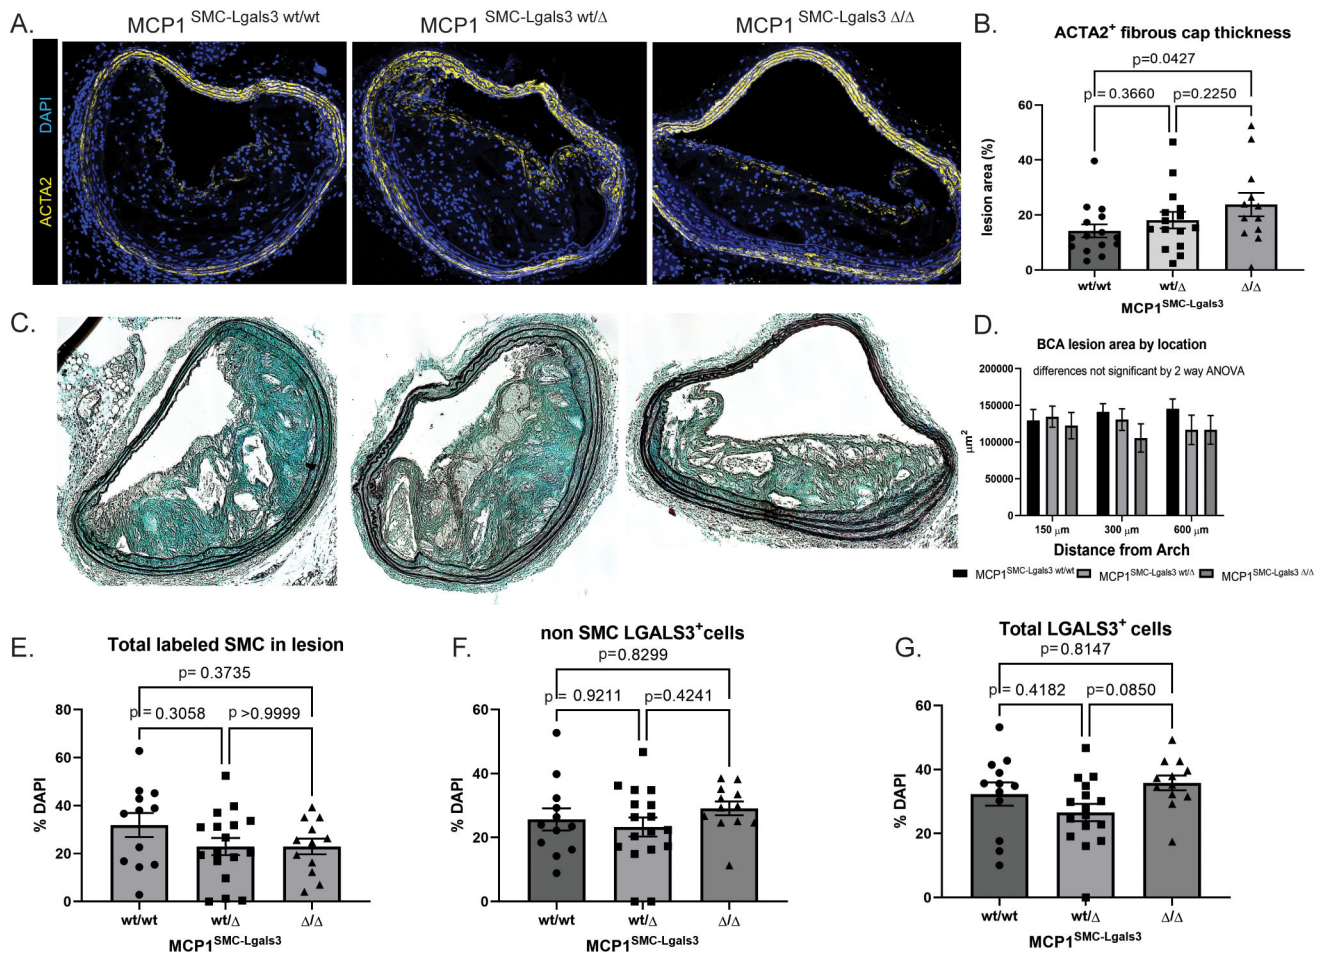 A.
MCP1 SMC-Lgals3 wt/wt
MCP1 SMC-Lgals3 wt/Δ
MCP1 SMC-Lgals3 Δ/Δ
ACTA2 DAPI
B.
ACTA2+ fibrous cap thickness
p=0.0427
p = 0.3660
p=0.2250
lesion area (%)
60
40
20
0
wt/wt
wt/Δ
Δ/Δ
MCP1SMC-Lgals3
C.
D.
BCA lesion area by location
differences not significant by 2 way ANOVA
μm2
200000
150000
100000
50000
0
150 μm
300 μm
600 μm
Distance from Arch
MCP1SMC-Lgals3 wt/wt
MCP1SMC-Lgals3 wt/Δ
MCP1SMC-Lgals3 Δ/Δ
E.
Total labeled SMC in lesion
p= 0.3735
p = 0.3058
p >0.9999
% DAPI
80
60
40
20
0
wt/wt
wt/Δ
Δ/Δ
MCP1SMC-Lgals3
F.
non SMC LGALS3+cells
p=0.8299
p = 0.9211
p=0.4241
% DAPI
60
40
20
0
wt/wt
wt/Δ
Δ/Δ
MCP1SMC-Lgals3
G.
Total LGALS3+ cells
p=0.8147
p = 0.4182
p=0.0850
% DAPI
60
40
20
0
wt/wt
wt/Δ
Δ/Δ
MCP1SMC-Lgals3